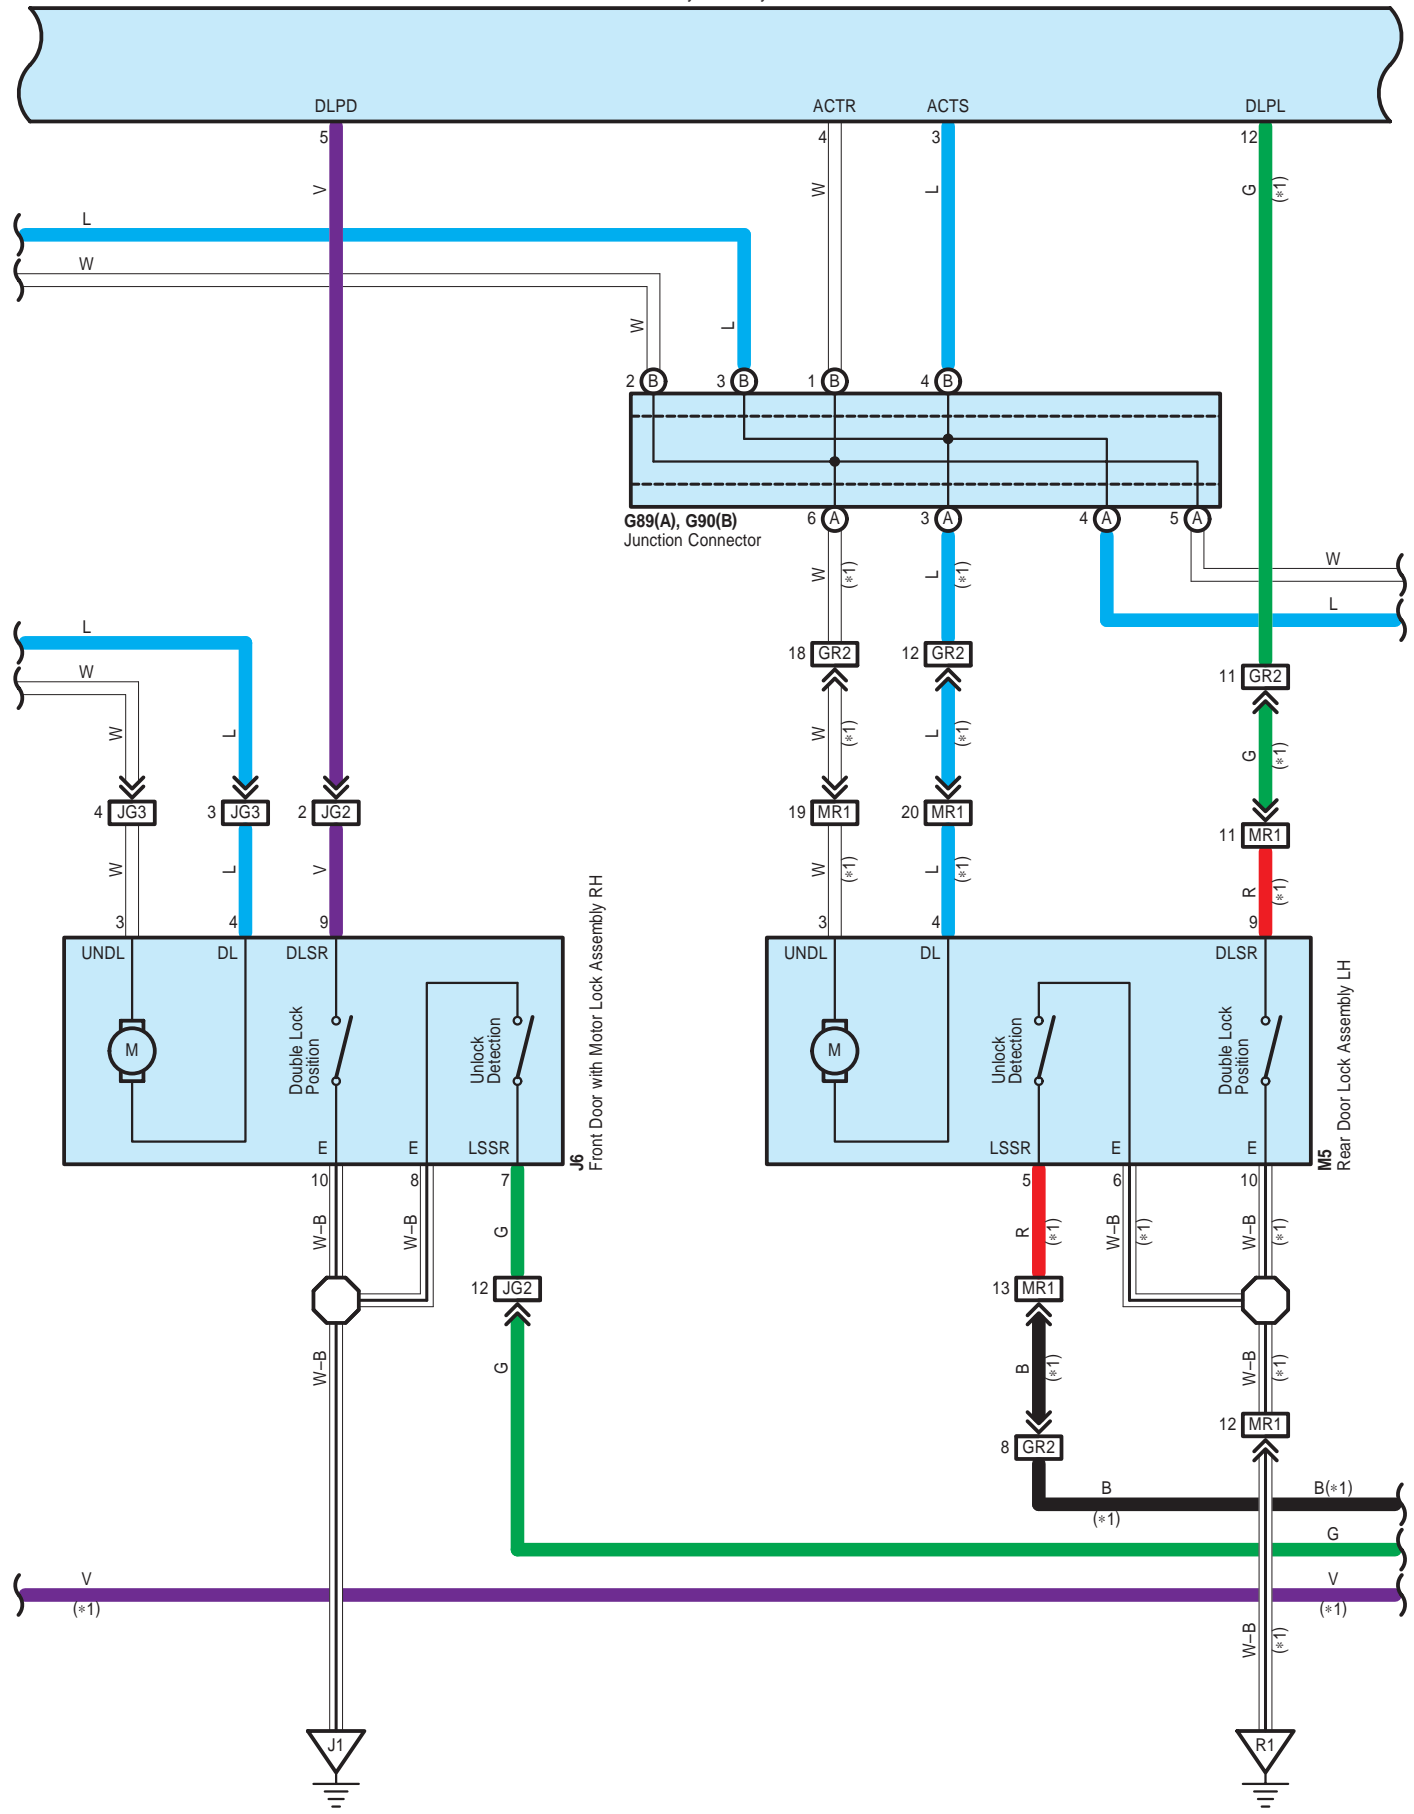 DLPD ACTR ACTS DLPL
5 4 3 12
V W L G (*1)
L
W
W L
2 B 3 B 1 B 4 B
G89(A), G90(B)
Junction Connector
6 A 3 A 4 A 5 A
W (*1) L (*1)
W
L
L
W
18 GR2 12 GR2
11 GR2
W L W (*1) L (*1) G (*1)
4 JG3 3 JG3 2 JG2 19 MR1 20 MR1
11 MR1
W L V W (*1) L (*1) R (*1)
3 4 9 3 4 9
UNDL DL DLSR UNDL DL DLSR
M
Double Lock
Position
Unlock
Detection
M
Unlock
Detection
Double Lock
Position
E E LSSR LSSR E E
J6
Front Door with Motor Lock Assembly RH
M5
Rear Door Lock Assembly LH
10 8 7 5 6 10
W–B W–B G R (*1) W–B (*1) W–B (*1)
12 JG2 13 MR1
W–B G B (*1) W–B (*1)
12 MR1
8 GR2
B
(*1)
B(*1)
G
V
(*1)
V
(*1)
W–B (*1)
J1 R1